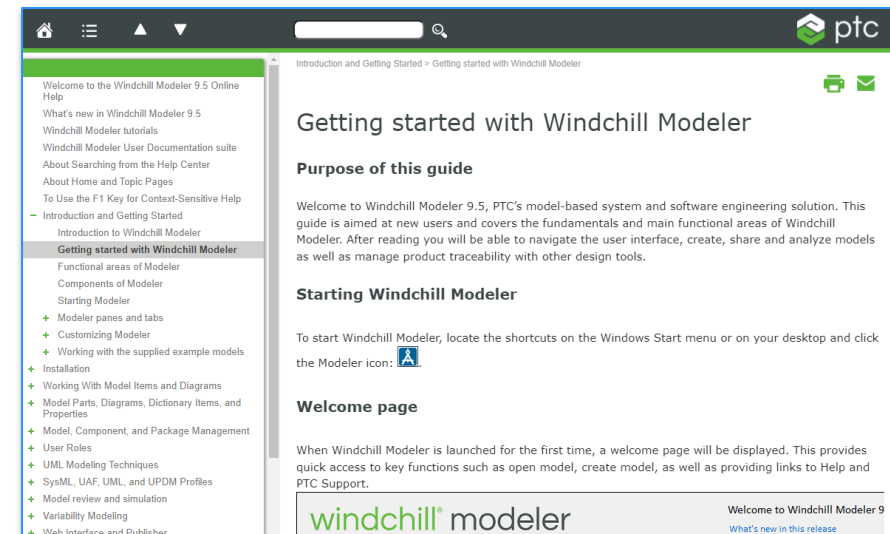 ptc
Welcome to the Windchill Modeler 9.5 Online
Help
What's new in Windchill Modeler 9.5
Windchill Modeler tutorials
Windchill Modeler User Documentation suite
About Searching from the Help Center
About Home and Topic Pages
To Use the F1 Key for Context-Sensitive Help
Introduction and Getting Started
Introduction to Windchill Modeler
Getting started with Windchill Modeler
Functional areas of Modeler
Components of Modeler
Starting Modeler
Modeler panes and tabs
Customizing Modeler
Working with the supplied example models
Installation
Working With Model Items and Diagrams
Model Parts, Diagrams, Dictionary Items, and
Properties
Model, Component, and Package Management
User Roles
UML Modeling Techniques
SysML, UAF, UML, and UPDM Profiles
Model review and simulation
Variability Modeling
Web Interface and Publisher
Introduction and Getting Started > Getting started with Windchill Modeler
Getting started with Windchill Modeler
Purpose of this guide
Welcome to Windchill Modeler 9.5, PTC's model-based system and software engineering solution. This
guide is aimed at new users and covers the fundamentals and main functional areas of Windchill
Modeler. After reading you will be able to navigate the user interface, create, share and analyze models
as well as manage product traceability with other design tools.
Starting Windchill Modeler
To start Windchill Modeler, locate the shortcuts on the Windows Start menu or on your desktop and click
the Modeler icon: .
Welcome page
When Windchill Modeler is launched for the first time, a welcome page will be displayed. This provides
quick access to key functions such as open model, create model, as well as providing links to Help and
PTC Support.
windchill® modeler
Welcome to Windchill Modeler 9
What's new in this release